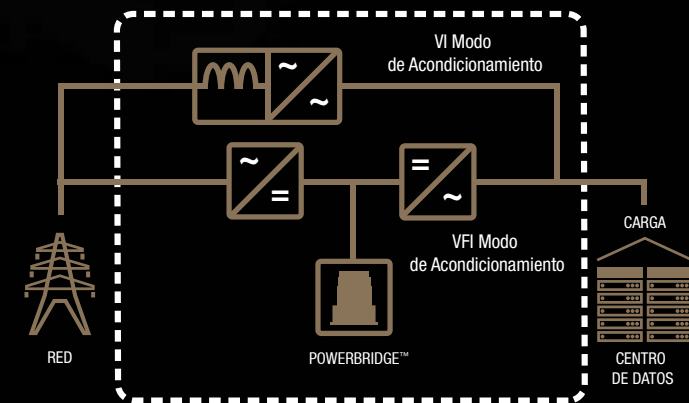 VI Modo
de Acondicionamiento
CARGA
VFI Modo
de Acondicionamiento
RED
POWERBRIDGE™
CENTRO
DE DATOS